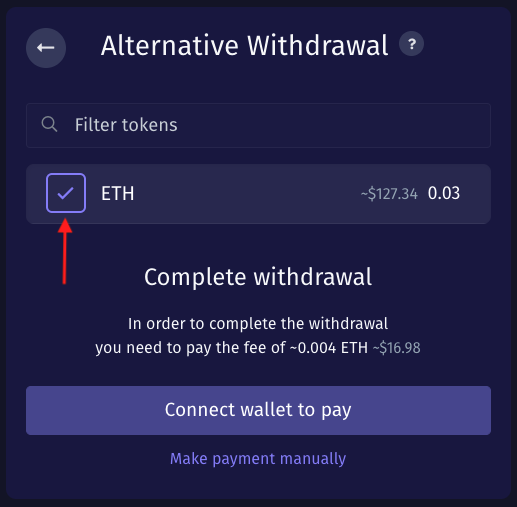 Alternative Withdrawal ?
Filter tokens
ETH ~$127.34 0.03
Complete withdrawal
In order to complete the withdrawal
you need to pay the fee of ~0.004 ETH ~$16.98
Connect wallet to pay
Make payment manually